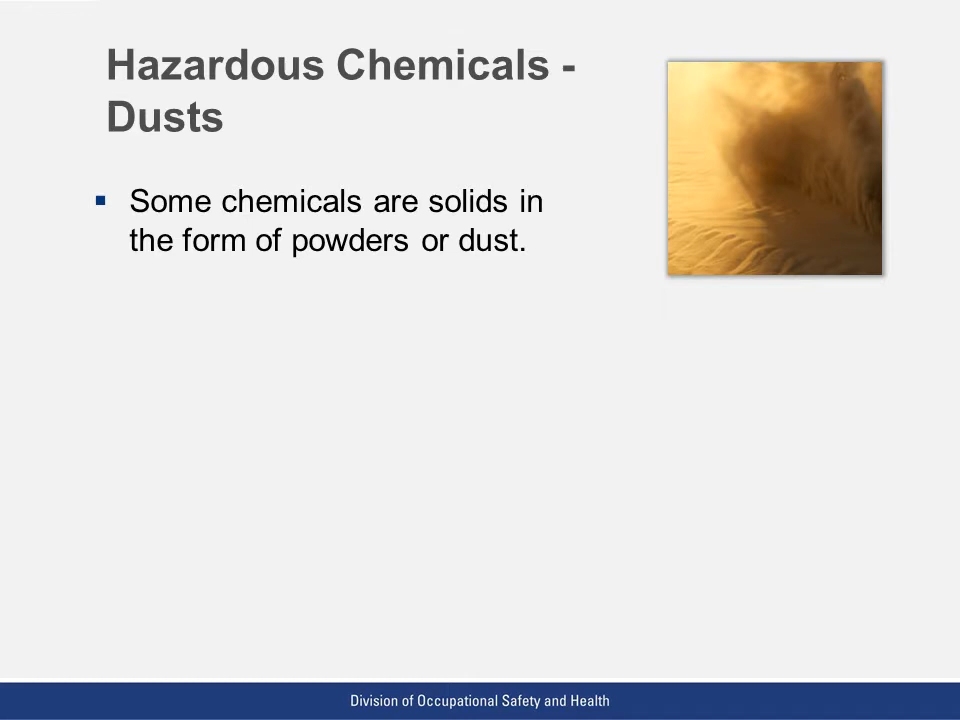 Hazardous Chemicals -
Dusts
▪ Some chemicals are solids in
the form of powders or dust.
Division of Occupational Safety and Health